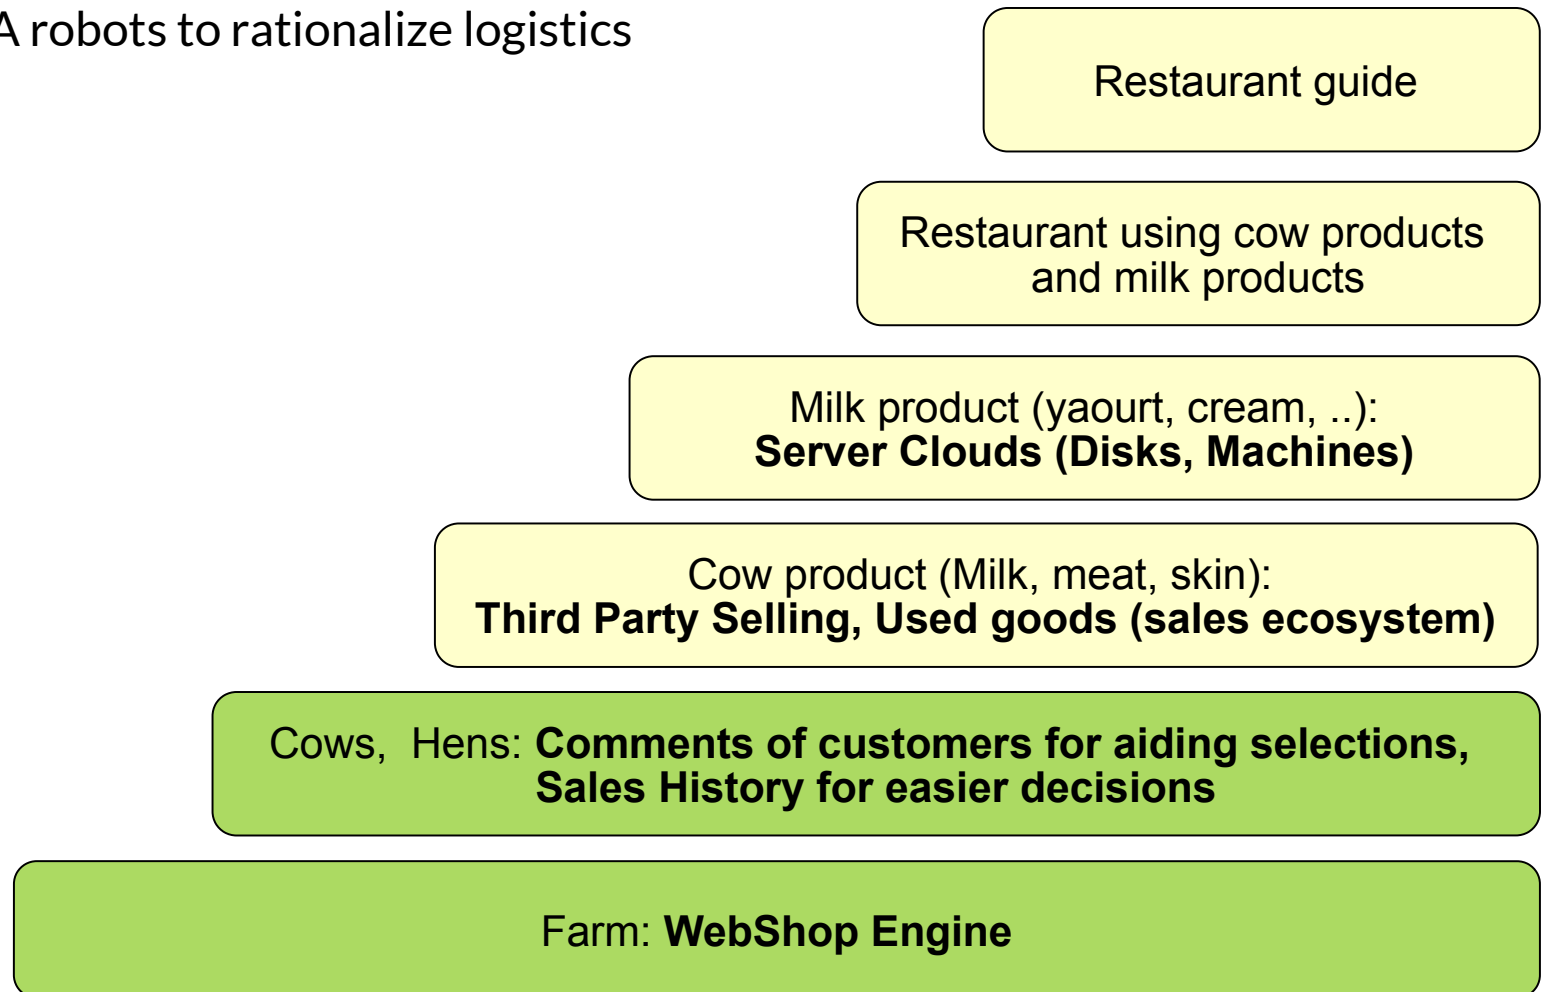 A robots to rationalize logistics
Restaurant guide
Restaurant using cow products
and milk products
Milk product (yaourt, cream, ..):
Server Clouds (Disks, Machines)
Cow product (Milk, meat, skin):
Third Party Selling, Used goods (sales ecosystem)
Cows,  Hens: Comments of customers for aiding selections,
Sales History for easier decisions
Farm: WebShop Engine